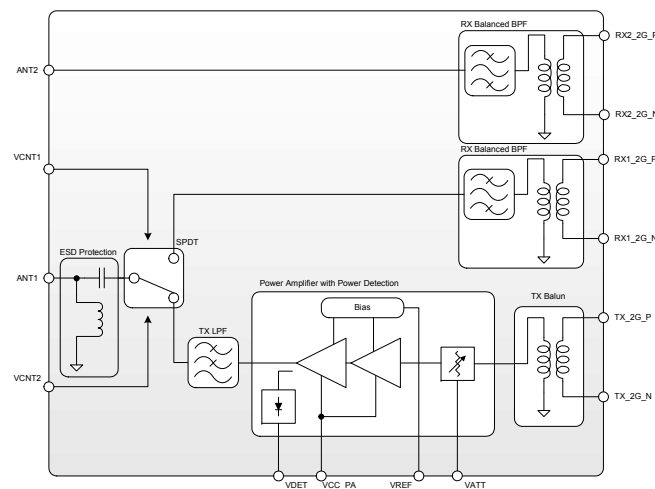 RX Balanced BPF
RX2_2G_P
ANT2
RX2_2G_N
RX Balanced BPF
VCNT1
RX1_2G_P
SPDT
RX1_2G_N
ESD Protection
ANT1
Power Amplifier with Power Detection
TX Balun
Bias
TX_2G_P
TX LPF
VCNT2
TX_2G_N
VDET
VCC_PA
VREF
VATT